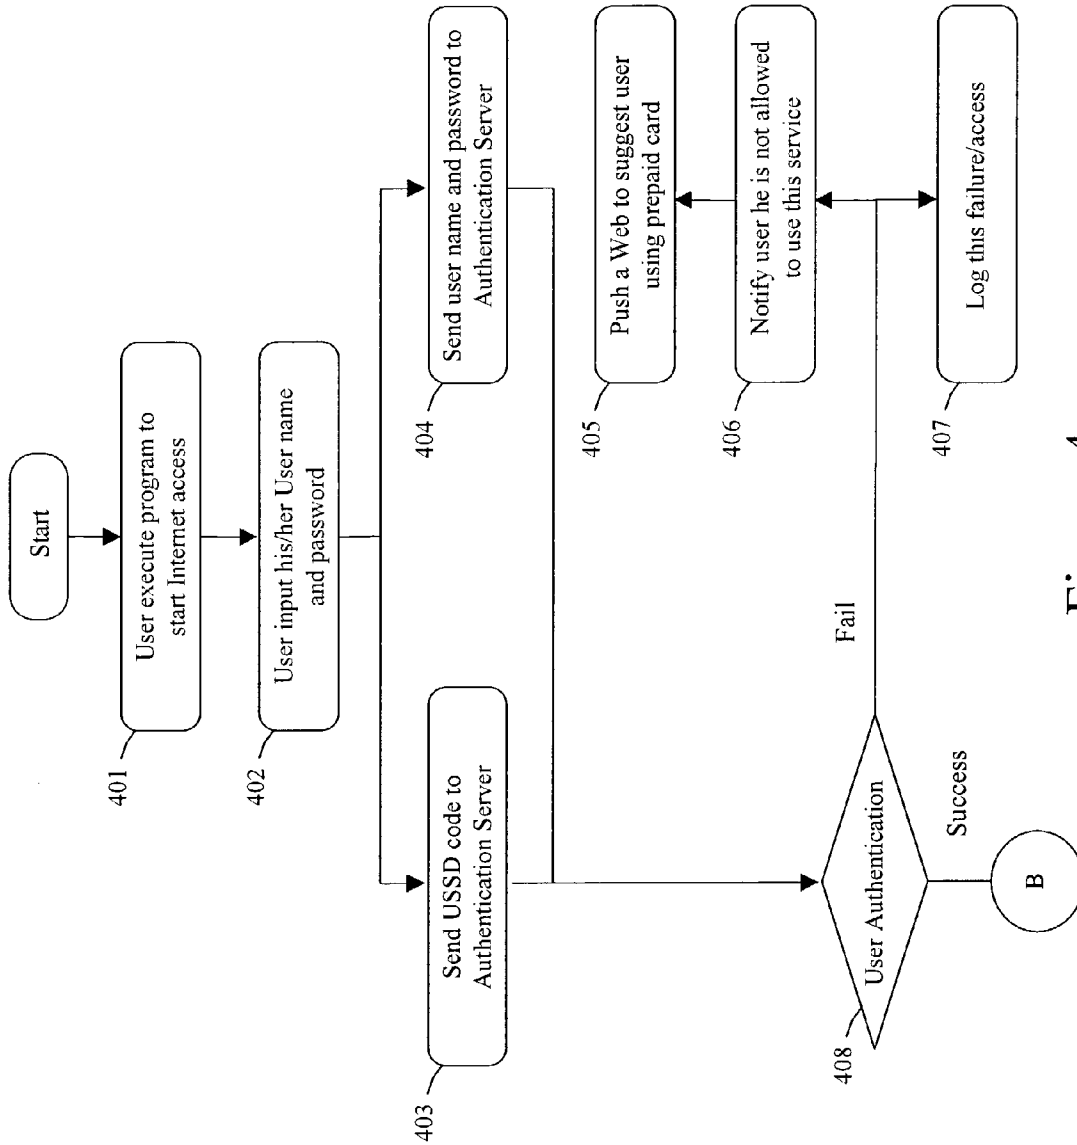 Start
401
User execute program to
start Internet access
402
User input his/her User name
and password
403
Send USSD code to
Authentication Server
404
Send user name and password to
Authentication Server
405
Push a Web to suggest user
using prepaid card
406
Notify user he is not allowed
to use this service
407
Log this failure/access
Fail
408
User Authentication
Success
B